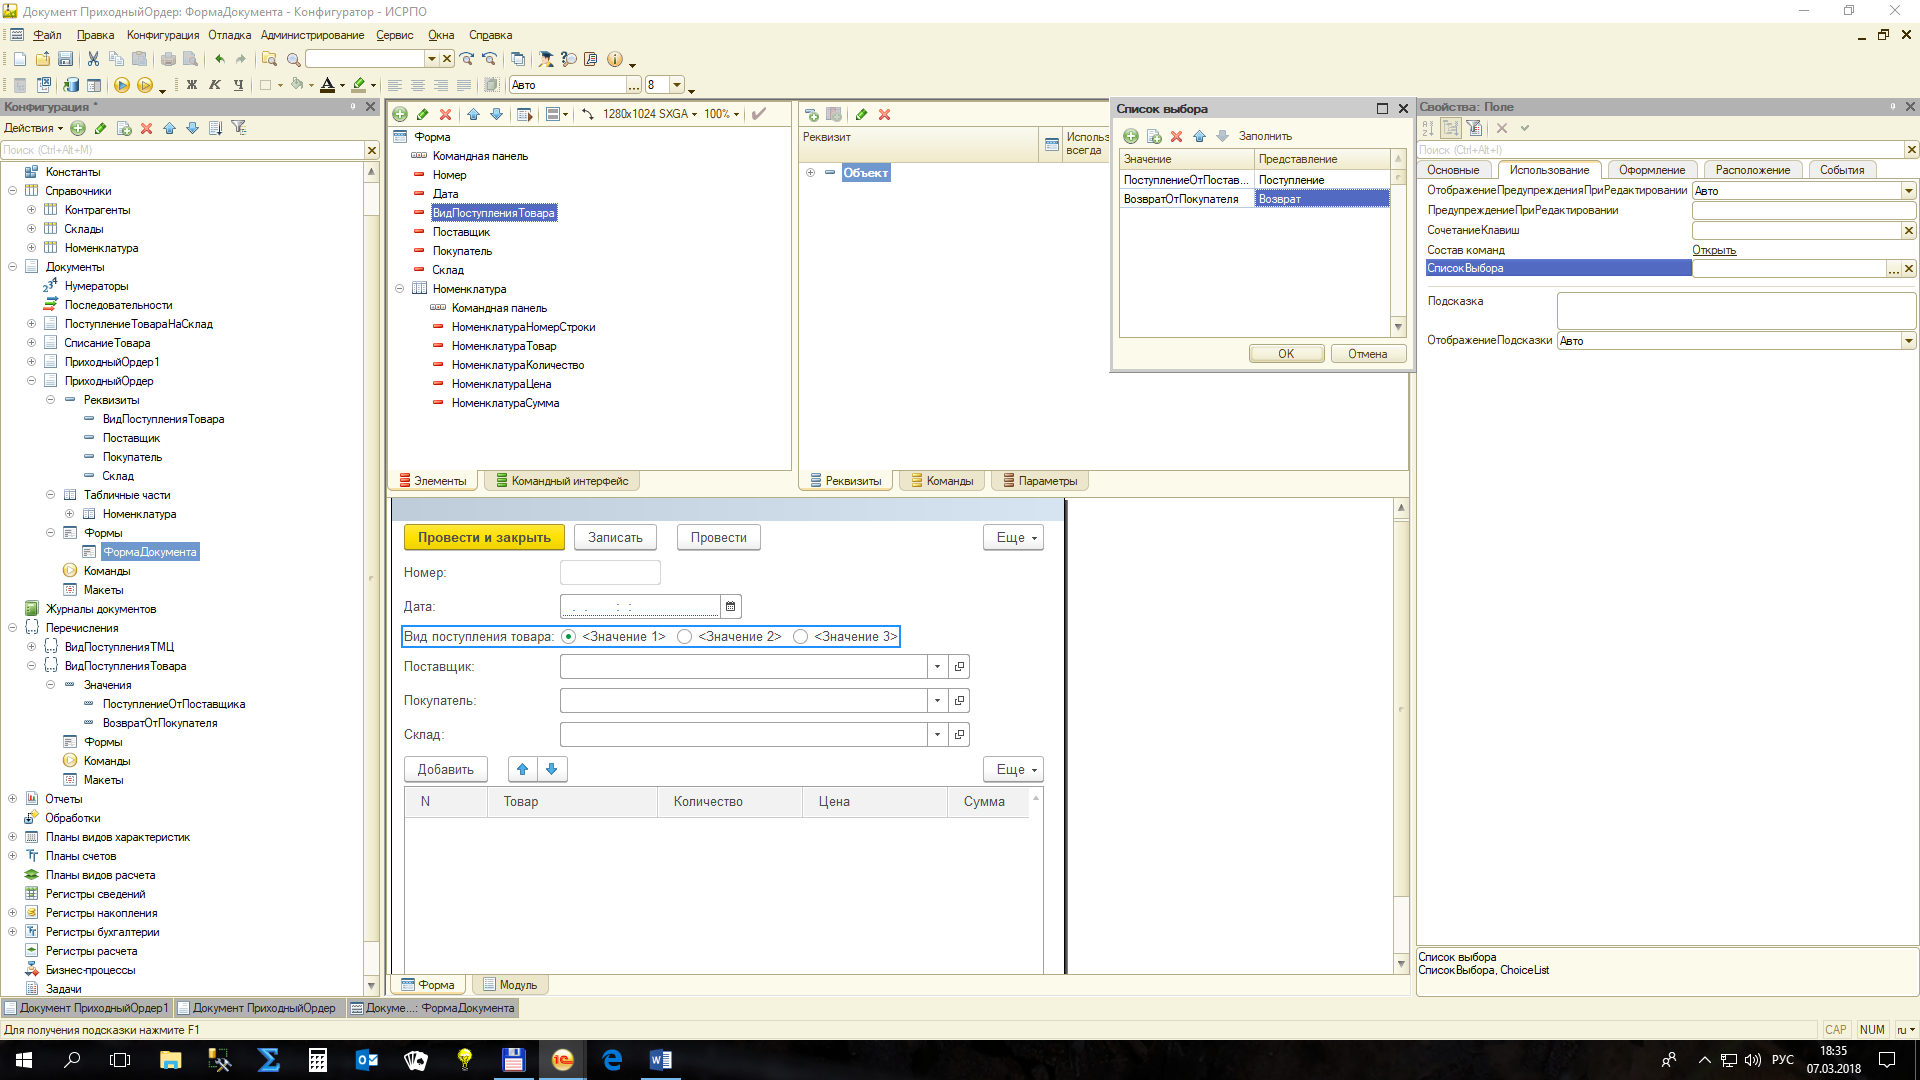 Документ ПриходныйОрдер: ФормаДокумента - Конфигуратор - ИСРПО
Файл Правка Конфигурация Отладка Администрирование Сервис Окна Справка
Ж К Ч Авто 8
Конфигурация *
Действия
Поиск (Ctrl+Alt+M)
Константы
Справочники
Контрагенты
Склады
Номенклатура
Документы
Нумераторы
Последовательности
ПоступлениеТовараНаСклад
СписаниеТовара
ПриходныйОрдер1
ПриходныйОрдер
Реквизиты
ВидПоступленияТовара
Поставщик
Покупатель
Склад
Табличные части
Номенклатура
Формы
ФормаДокумента
Команды
Макеты
Журналы документов
Перечисления
ВидПоступленияТМЦ
ВидПоступленияТовара
Значения
ПоступлениеОтПоставщика
ВозвратОтПокупателя
Формы
Команды
Макеты
Отчеты
Обработки
Планы видов характеристик
Планы счетов
Планы видов расчета
Регистры сведений
Регистры накопления
Регистры бухгалтерии
Регистры расчета
Бизнес-процессы
Задачи
1280x1024 SXGA 100%
Форма
Командная панель
Номер
Дата
ВидПоступленияТовара
Поставщик
Покупатель
Склад
Номенклатура
Командная панель
НоменклатураНомерСтроки
НоменклатураТовар
НоменклатураКоличество
НоменклатураЦена
НоменклатураСумма
Элементы Командный интерфейс
Реквизит Использ
всегда
Объект
Реквизиты Команды Параметры
Список выбора
Заполнить
Значение Представление
ПоступлениеОтПостав... Поступление
ВозвратОтПокупателя Возврат
OK Отмена
Провести и закрыть Записать Провести Еще
Номер:
Дата: . . : :
Вид поступления товара: <Значение 1> <Значение 2> <Значение 3>
Поставщик:
Покупатель:
Склад:
Добавить Еще
N Товар Количество Цена Сумма
Форма Модуль
Свойства: Поле
Поиск (Ctrl+Alt+I)
Основные Использование Оформление Расположение События
ОтображениеПредупрежденияПриРедактировании Авто
ПредупреждениеПриРедактировании
СочетаниеКлавиш
Состав команд Открыть
СписокВыбора ...
Подсказка
ОтображениеПодсказки Авто
Список выбора
СписокВыбора, ChoiceList
Документ ПриходныйОрдер1 Документ ПриходныйОрдер Докуме...: ФормаДокумента
Для получения подсказки нажмите F1 CAP NUM ru
РУС 18:35
07.03.2018